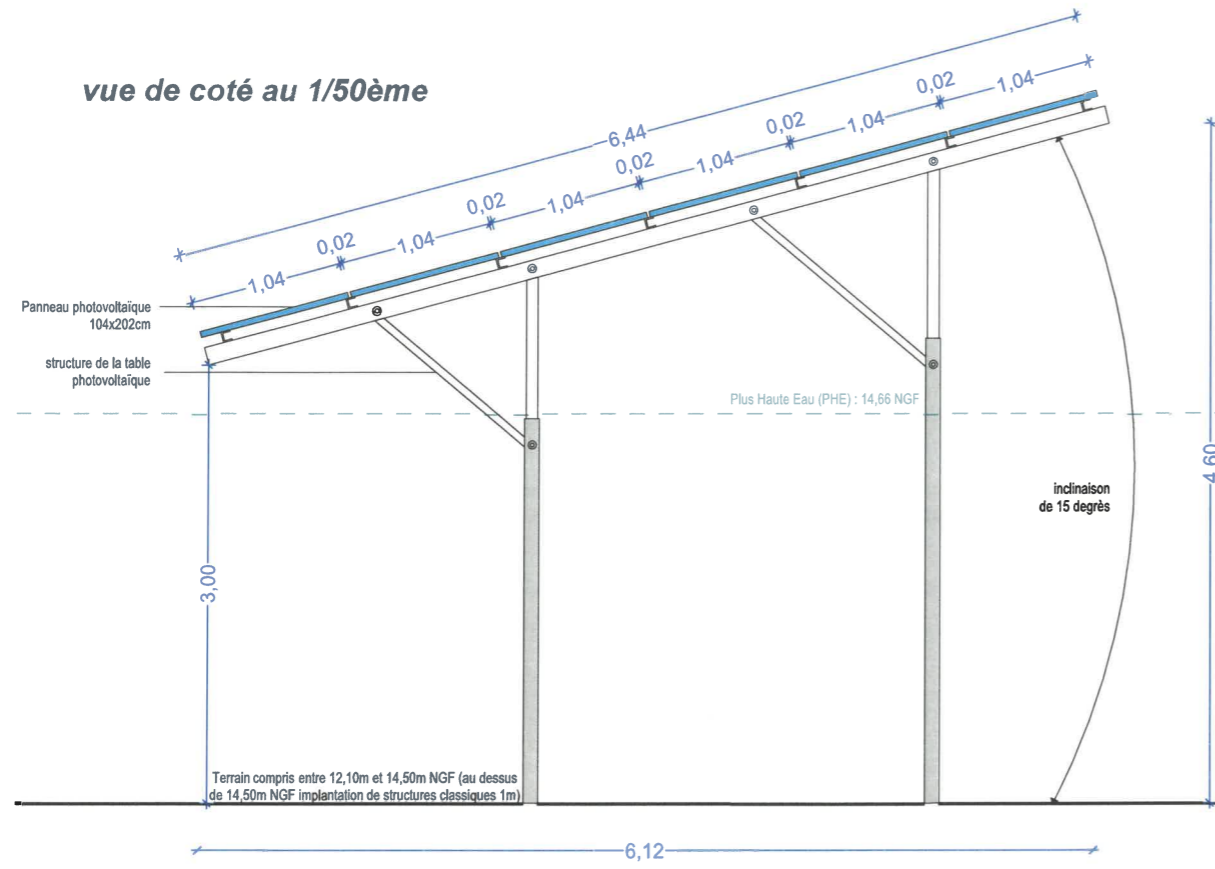 vue de coté au 1/50ème
6,44
1,04
0,02
1,04
0,02
1,04
0,02
1,04
0,02
1,04
0,02
1,04
Panneau photovoltaïque
104x202cm
structure de la table
photovoltaïque
Plus Haute Eau (PHE) : 14,66 NGF
4,60
inclinaison
de 15 degrès
3,00
Terrain compris entre 12,10m et 14,50m NGF (au dessus
de 14,50m NGF implantation de structures classiques 1m)
6,12